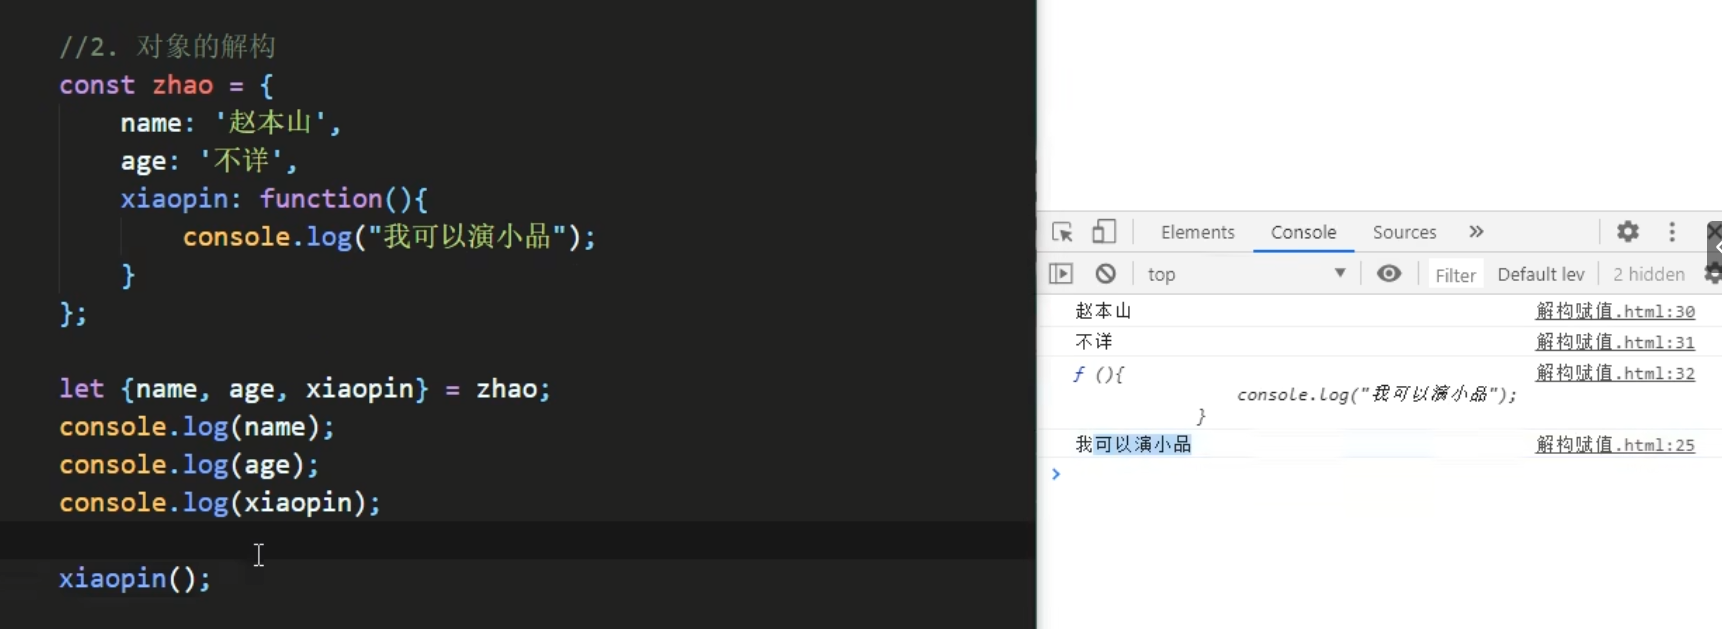 //2. 对象的解构
const zhao = {
name: '赵本山',
age: '不详',
xiaopin: function(){
console.log("我可以演小品");
}
};
let {name, age, xiaopin} = zhao;
console.log(name);
console.log(age);
console.log(xiaopin);
xiaopin();
Elements Console Sources »
top ▼ Filter Default lev 2 hidden
赵本山 解构赋值.html:30
不详 解构赋值.html:31
ƒ (){ 解构赋值.html:32
console.log("我可以演小品");
}
我可以演小品 解构赋值.html:25
>